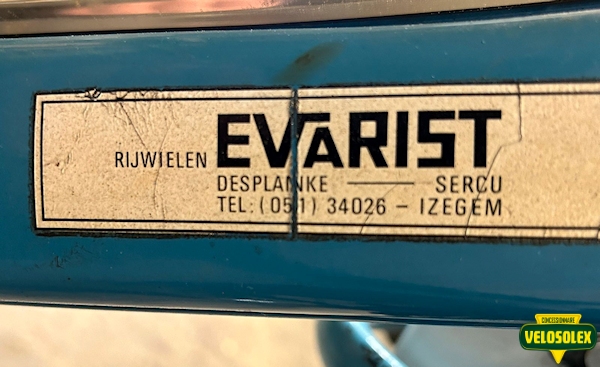 RIJWIELEN EVARIST
DESPLANKE — SERCU
TEL: (051) 34026 - IZEGEM
CONCESSIONNAIRE
VELOSOLEX